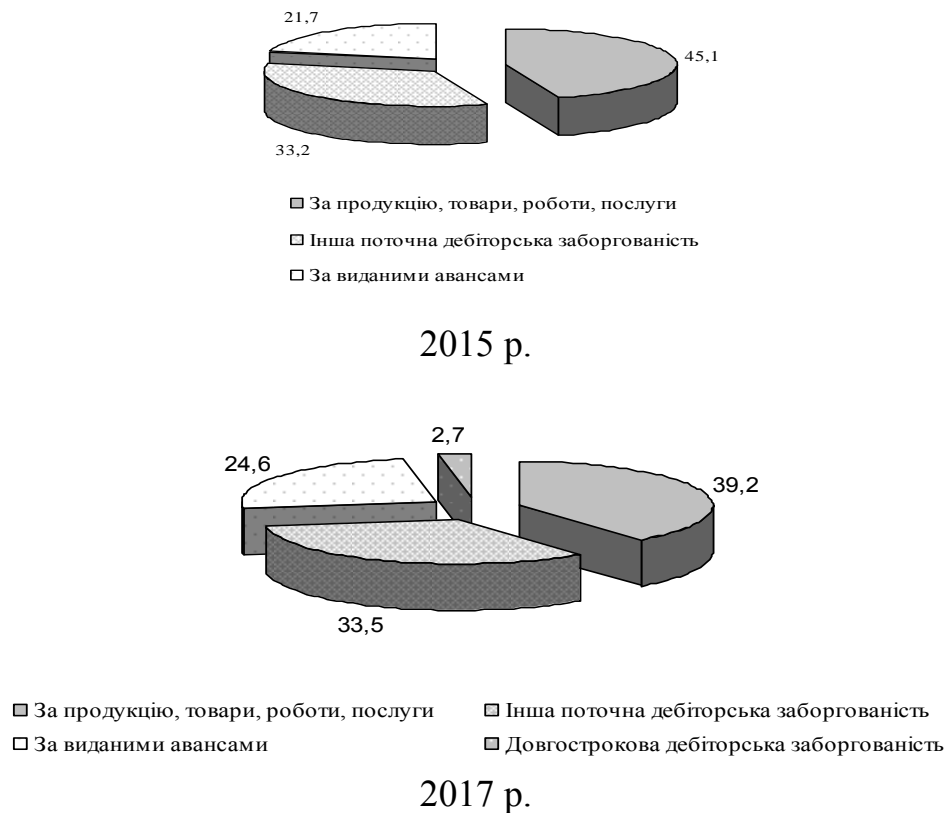 21,7
45,1
33,2
За продукцію, товари, роботи, послуги
Інша поточна дебіторська заборгованість
За виданими авансами
2015 р.
2,7
24,6
39,2
33,5
За продукцію, товари, роботи, послуги
Інша поточна дебіторська заборгованість
За виданими авансами
Довгострокова дебіторська заборгованість
2017 р.